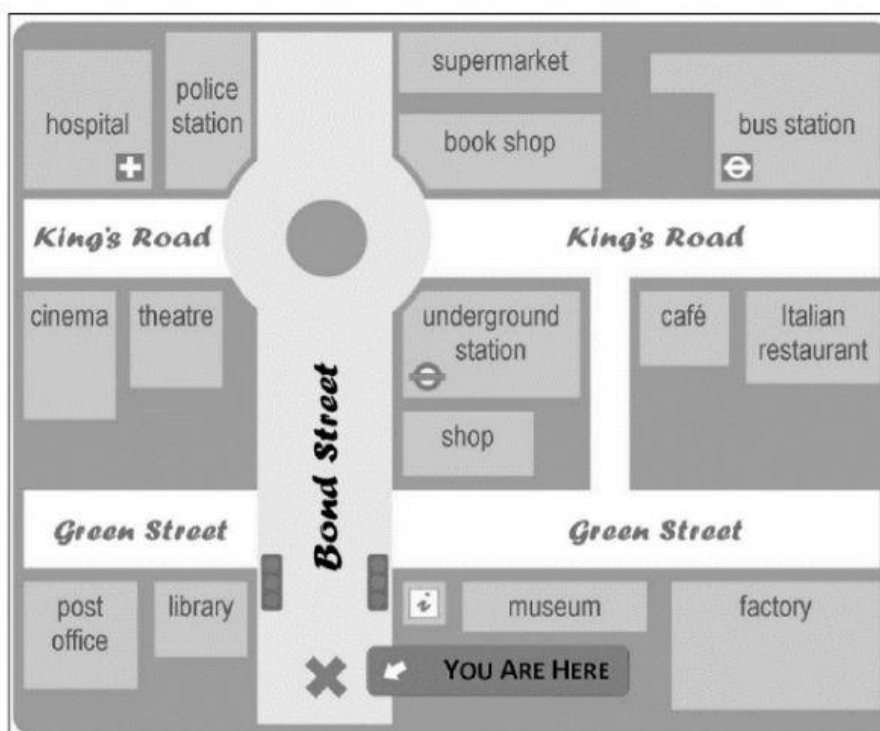 hospital
police
station
supermarket
book shop
bus station
King's Road
King's Road
cinema
theatre
underground
station
café
Italian
restaurant
shop
Bond Street
Green Street
Green Street
post
office
library
i
museum
factory
YOU ARE HERE